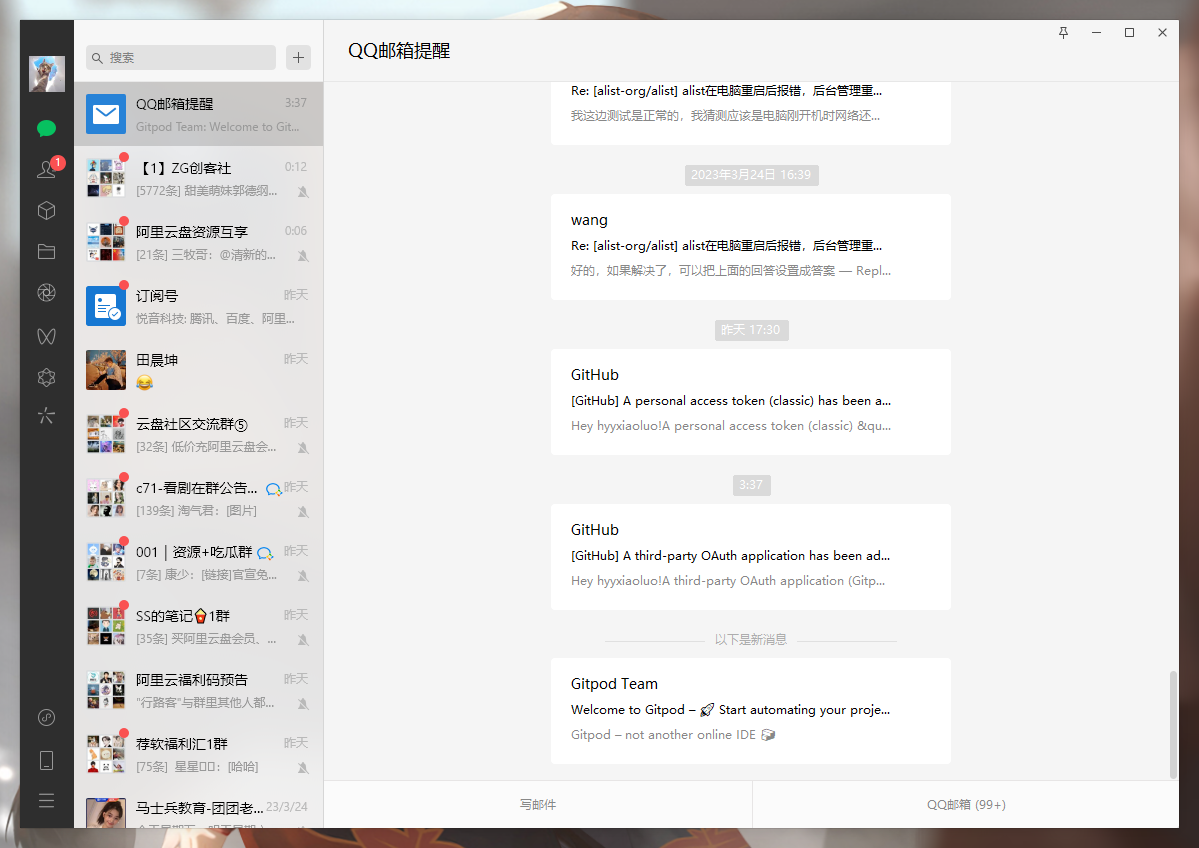 搜索
QQ邮箱提醒
3:37
Gitpod Team: Welcome to Git...
【1】ZG创客社
0:12
[5772条] 甜美萌妹郭德纲...
阿里云盘资源互享
0:06
[21条] 三牧哥：@清新的...
订阅号
昨天
悦音科技: 腾讯、百度、阿里...
田晨坤
昨天
😂
云盘社区交流群⑤
昨天
[32条] 低价充阿里云盘会...
c71-看剧在群公告...
昨天
[139条] 淘气君：[图片]
001 | 资源+吃瓜群
昨天
[7条] 康少：[链接]官宣免...
SS的笔记🍟1群
昨天
[35条] 买阿里云盘会员、...
阿里云福利码预告
昨天
"行路客"与群里其他人都...
荐软福利汇1群
昨天
[75条] 星星▯▯：[哈哈]
马士兵教育-团团老...
23/3/24
1
QQ邮箱提醒
Re: [alist-org/alist] alist在电脑重启后报错，后台管理重...
我这边测试是正常的，我猜测应该是电脑刚开机时网络还...
2023年3月24日 16:39
wang
Re: [alist-org/alist] alist在电脑重启后报错，后台管理重...
好的，如果解决了，可以把上面的回答设置成答案 — Repl...
昨天 17:30
GitHub
[GitHub] A personal access token (classic) has been a...
Hey hyyxiaoluo!A personal access token (classic) &qu...
3:37
GitHub
[GitHub] A third-party OAuth application has been ad...
Hey hyyxiaoluo!A third-party OAuth application (Gitp...
以下是新消息
Gitpod Team
Welcome to Gitpod – 🚀 Start automating your proje...
Gitpod – not another online IDE 🎲
写邮件
QQ邮箱 (99+)